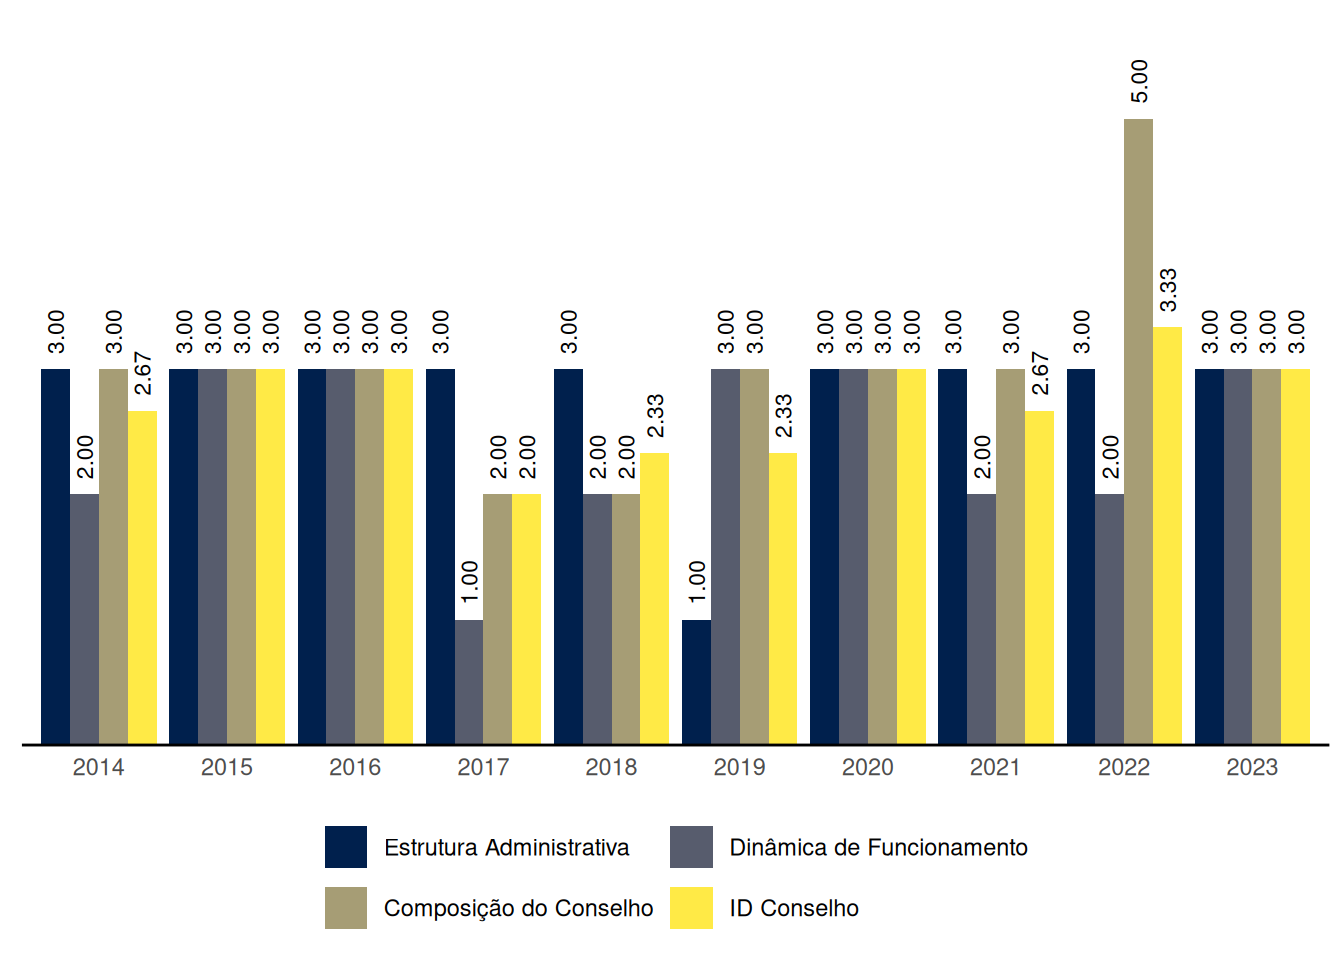 5.00
3.33
3.00 2.00 3.00 2.67
3.00 3.00 3.00 3.00
3.00 3.00 3.00 3.00
3.00 1.00 2.00 2.00
3.00 2.00 2.00 2.33
1.00 3.00 3.00 2.33
3.00 3.00 3.00 3.00
3.00 2.00 3.00 2.67
3.00 2.00
3.00 3.00 3.00 3.00
2014 2015 2016 2017 2018 2019 2020 2021 2022 2023
Estrutura Administrativa Dinâmica de Funcionamento
Composição do Conselho ID Conselho